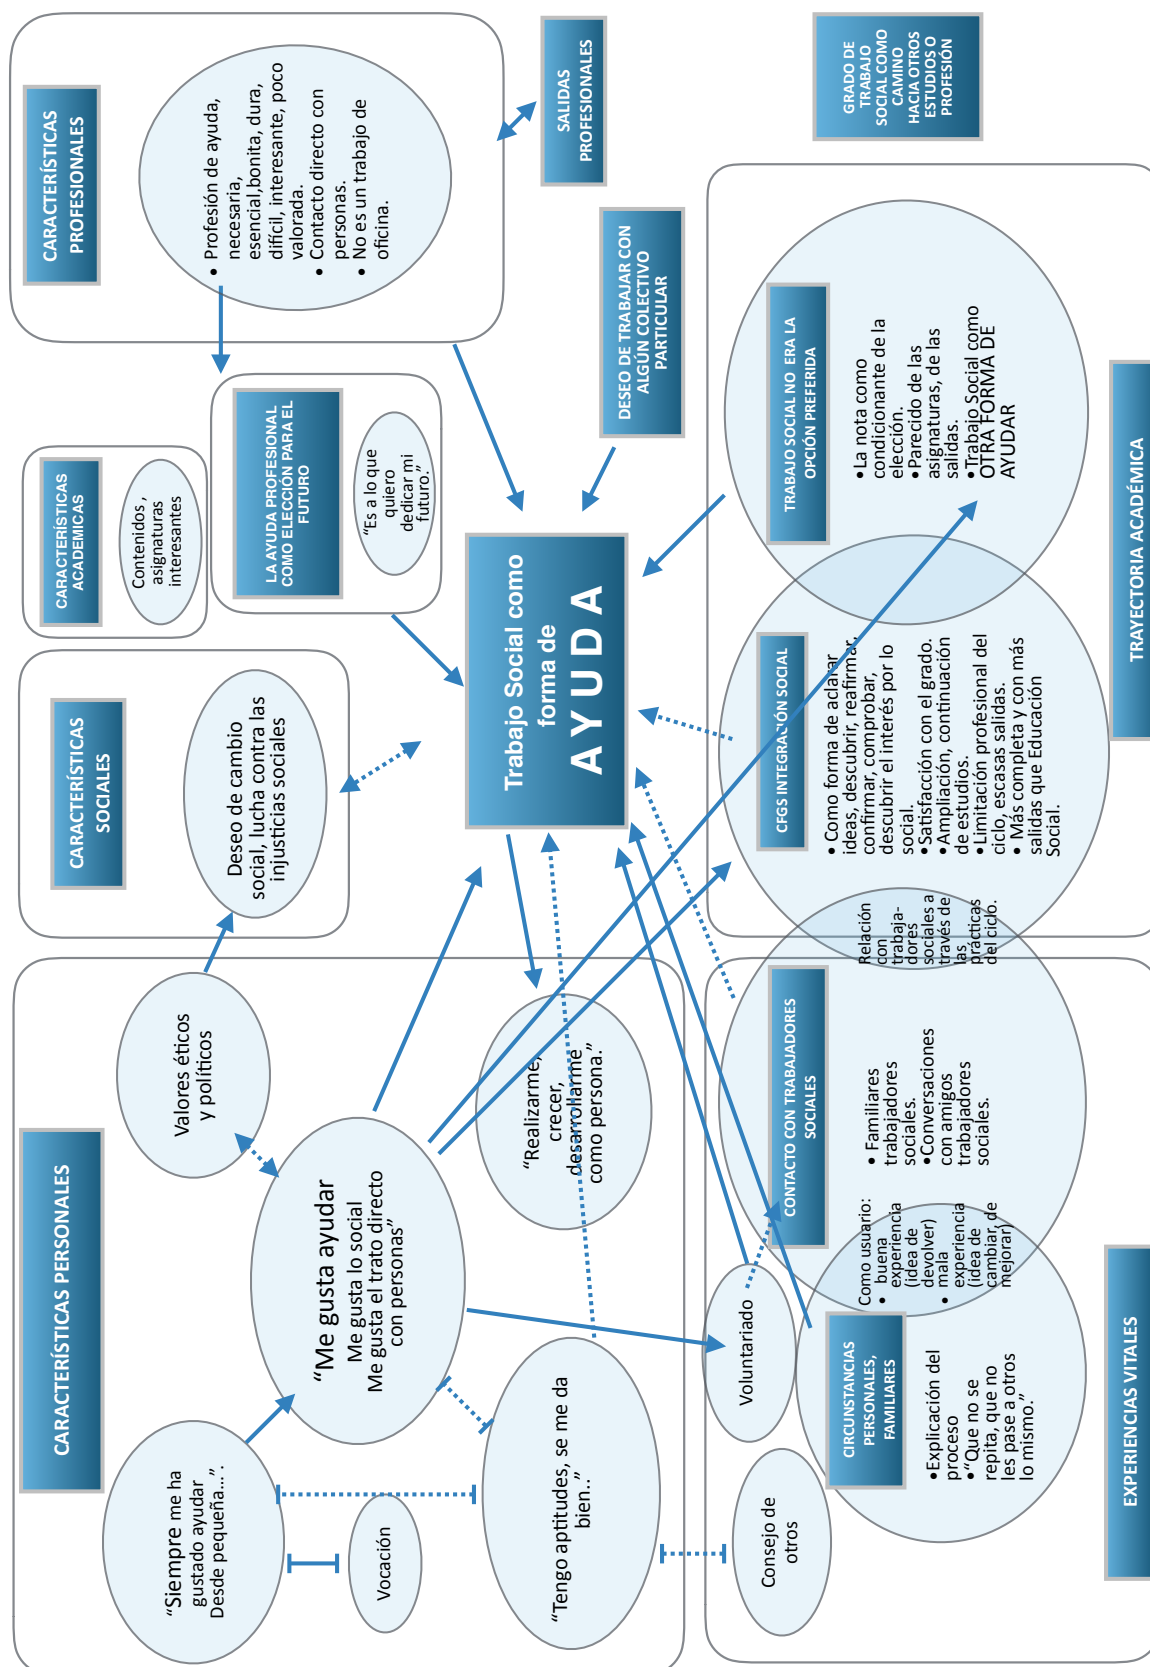 CARACTERÍSTICAS PERSONALES
“Siempre me ha
gustado ayudar
Desde pequeña...”.
Vocación
“Tengo aptitudes, se me da
bien..”
“Me gusta ayudar
Me gusta lo social
Me gusta el trato directo
con personas”
Valores éticos
y políticos
“Realizarme,
crecer,
desarrollarme
como persona.”
CARACTERÍSTICAS
SOCIALES
Deseo de cambio
social, lucha contra las
injusticias sociales
CARACTERÍSTICAS
ACADEMICAS
Contenidos,
asignaturas
interesantes
LA AYUDA PROFESIONAL
COMO ELECCIÓN PARA EL
FUTURO
“Es a lo que
quiero
dedicar mi
futuro.”
CARACTERÍSTICAS
PROFESIONALES
• Profesión de ayuda,
necesaria,
esencial,bonita, dura,
difícil, interesante, poco
valorada.
• Contacto directo con
personas.
• No es un trabajo de
oficina.
Trabajo Social como
forma de
A Y U D A
SALIDAS
PROFESIONALES
DESEO DE TRABAJAR CON
ALGÚN COLECTIVO
PARTICULAR
GRADO DE
TRABAJO
SOCIAL COMO
CAMINO
HACIA OTROS
ESTUDIOS O
PROFESIÓN
Consejo de
otros
Voluntariado
CIRCUNSTANCIAS
PERSONALES,
FAMILIARES
•Explicación del
proceso
•“Que no se
repita, que no
les pase a otros
lo mismo.”
Como usuario:
• buena
experiencia
(idea de
devolver)
• mala
experiencia
(idea de
cambiar, de
mejorar)
CONTACTO CON TRABAJADORES
SOCIALES
• Familiares
trabajadores
sociales.
•Conversaciones
con amigos
trabajadores
sociales.
Relación
con
trabaja-
dores
sociales a
través de
las
prácticas
del ciclo.
EXPERIENCIAS VITALES
CFGS INTEGRACIÓN SOCIAL
• Como forma de aclarar
ideas, descubrir, reafirmar,
confirmar, comprobar,
descubrir el interés por lo
social.
•Satisfacción con el grado.
•Ampliación, continuación
de estudios.
•Limitación profesional del
ciclo, escasas salidas.
• Más completa y con más
salidas que Educación
Social.
TRABAJO SOCIAL NO ERA LA
OPCIÓN PREFERIDA
• La nota como
condicionante de la
elección.
•Parecido de las
asignaturas, de las
salidas.
•Trabajo Social como
OTRA FORMA DE
AYUDAR
TRAYECTORIA ACADÉMICA